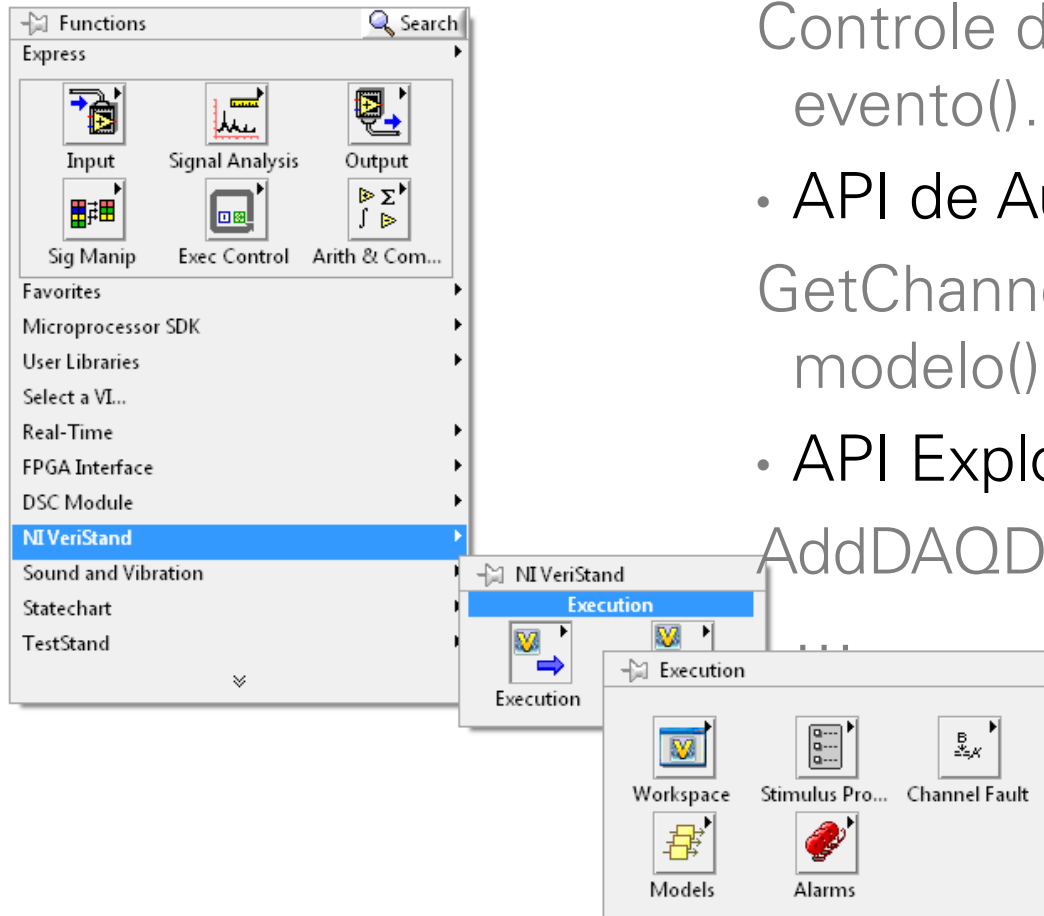 Functions
Search
Express
Input
Signal Analysis
Output
Sig Manip
Exec Control
Arith & Com...
Favorites
Microprocessor SDK
User Libraries
Select a VI...
Real-Time
FPGA Interface
DSC Module
NI VeriStand
Sound and Vibration
Statechart
TestStand
NI VeriStand
Execution
Execution
Execution
Workspace
Stimulus Pro...
Channel Fault
Models
Alarms
Controle d
evento().
• API de A
GetChann
modelo()
• API Expl
AddDAQD
...